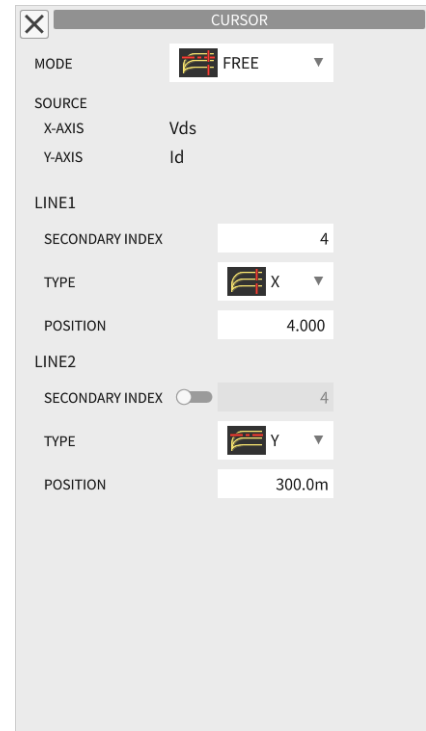 CURSOR
MODE FREE
SOURCE
X-AXIS Vds
Y-AXIS Id
LINE1
SECONDARY INDEX 4
TYPE X
POSITION 4.000
LINE2
SECONDARY INDEX 4
TYPE Y
POSITION 300.0m